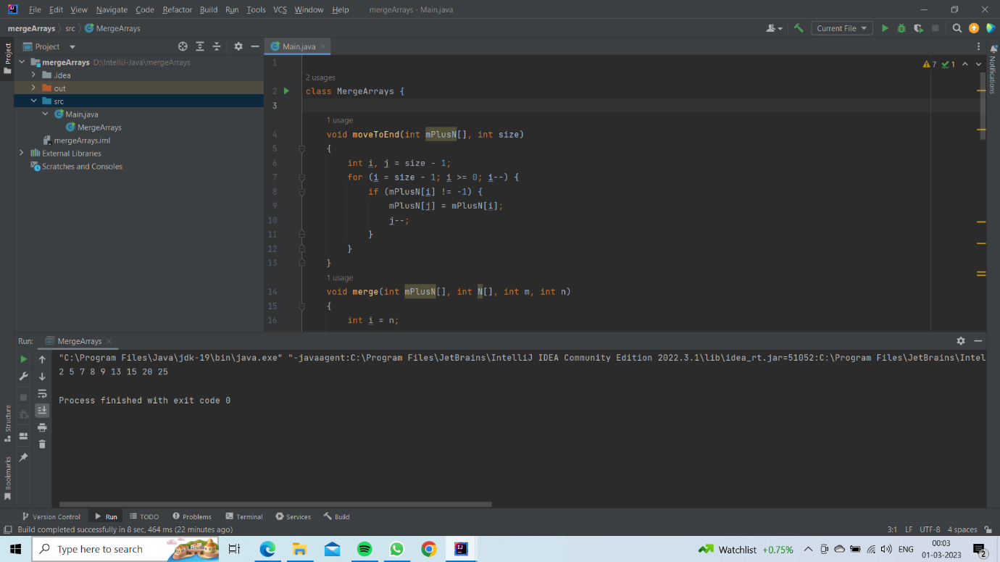 File Edit View Navigate Code Refactor Build Run Tools VCS Window Help mergeArrays - Main.java
mergeArrays src MergeArrays Current File
Project Main.java
mergeArrays D:\IntelliJ-Java\mergeArrays
.idea
out
src
Main.java
MergeArrays
mergeArrays.iml
External Libraries
Scratches and Consoles
Project
7 1
Notifications
1
2 usages
2 class MergeArrays {
3
1 usage
4 void moveToEnd(int mPlusN[], int size)
5 {
6 int i, j = size - 1;
7 for (i = size - 1; i >= 0; i--) {
8 if (mPlusN[i] != -1) {
9 mPlusN[j] = mPlusN[i];
10 j--;
11 }
12 }
13 }
1 usage
14 void merge(int mPlusN[], int N[], int m, int n)
15 {
16 int i = n;
Run: MergeArrays
"C:\Program Files\Java\jdk-19\bin\java.exe" "-javaagent:C:\Program Files\JetBrains\IntelliJ IDEA Community Edition 2022.3.1\lib\idea_rt.jar=51052:C:\Program Files\JetBrains\Intel
2 5 7 8 9 13 15 20 25
Process finished with exit code 0
Structure
Bookmarks
Version Control Run TODO Problems Terminal Services Build
Build completed successfully in 8 sec, 464 ms (22 minutes ago) 3:1 LF UTF-8 4 spaces
Type here to search Watchlist +0.75% ENG 00:03
01-03-2023 2